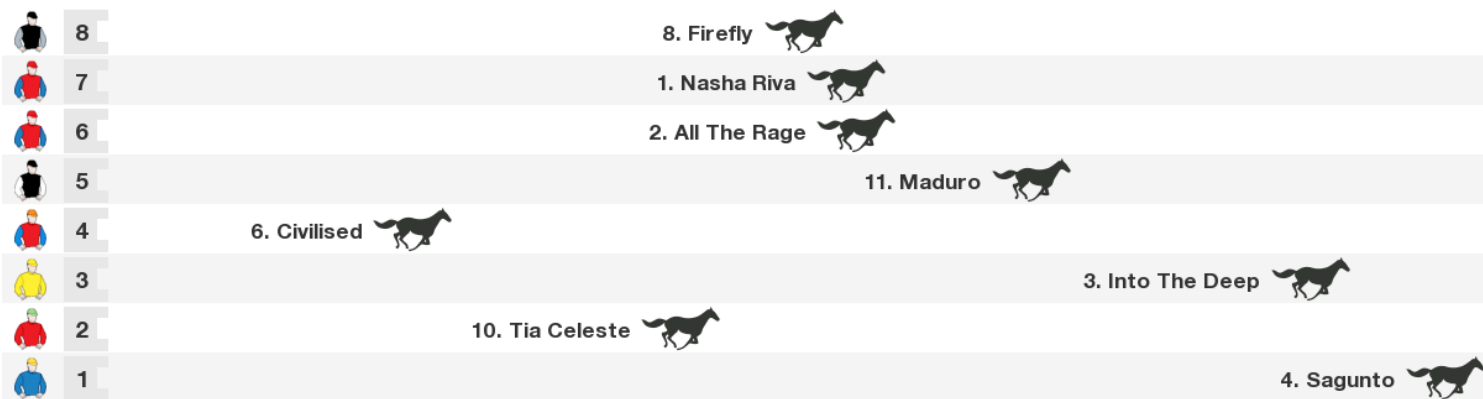 8 8. Firefly
7 1. Nasha Riva
6 2. All The Rage
5 11. Maduro
4 6. Civilised
3 3. Into The Deep
2 10. Tia Celeste
1 4. Sagunto